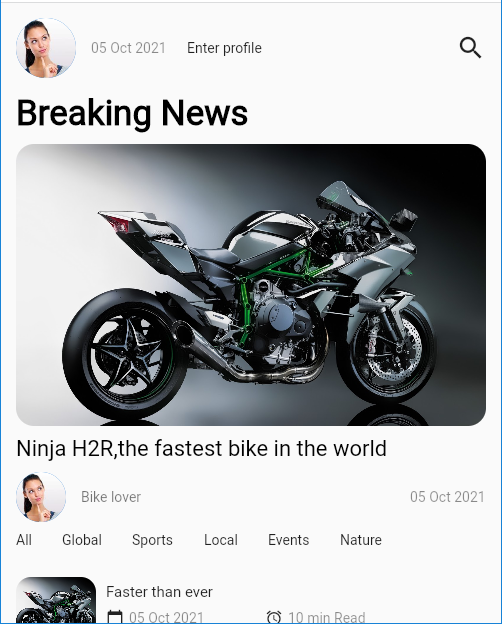 05 Oct 2021 Enter profile
Breaking News
Ninja H2R,the fastest bike in the world
Bike lover 05 Oct 2021
All Global Sports Local Events Nature
Faster than ever
05 Oct 2021 10 min Read